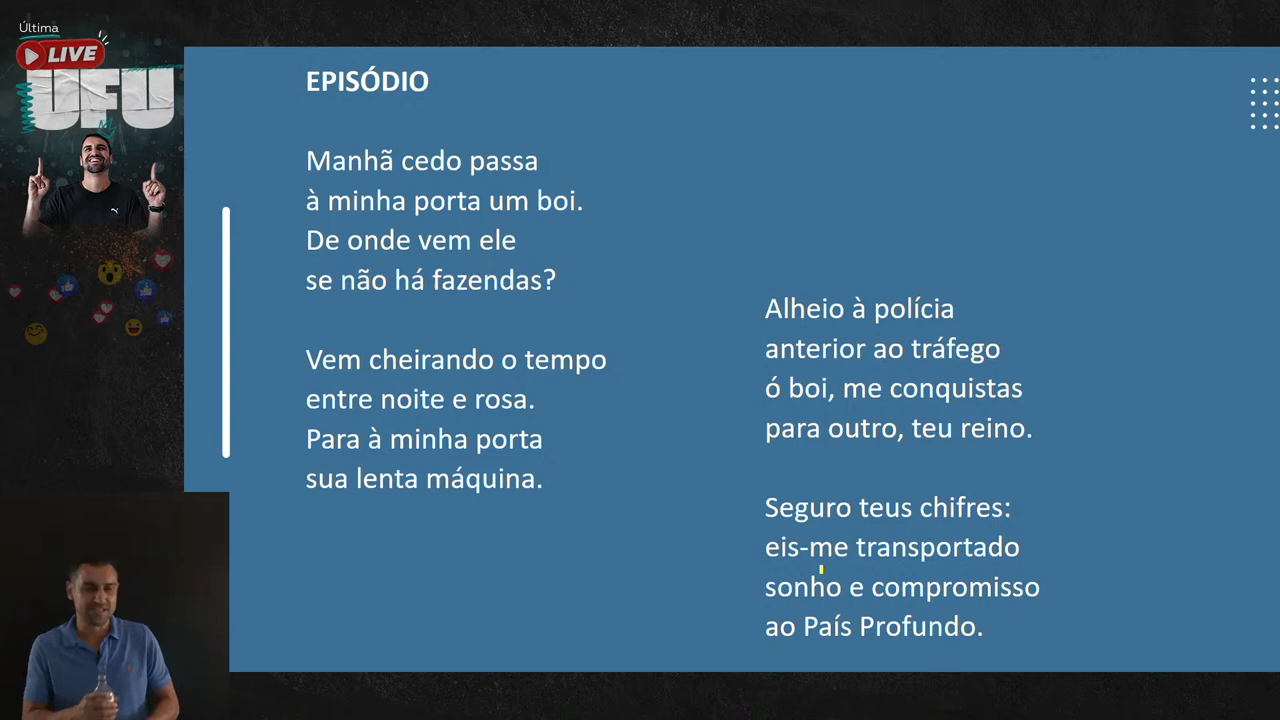 Última
LIVE
UFU
EPISÓDIO
Manhã cedo passa
à minha porta um boi.
De onde vem ele
se não há fazendas?
Vem cheirando o tempo
entre noite e rosa.
Para à minha porta
sua lenta máquina.
Alheio à polícia
anterior ao tráfego
ó boi, me conquistas
para outro, teu reino.
Seguro teus chifres:
eis-me transportado
sonho e compromisso
ao País Profundo.